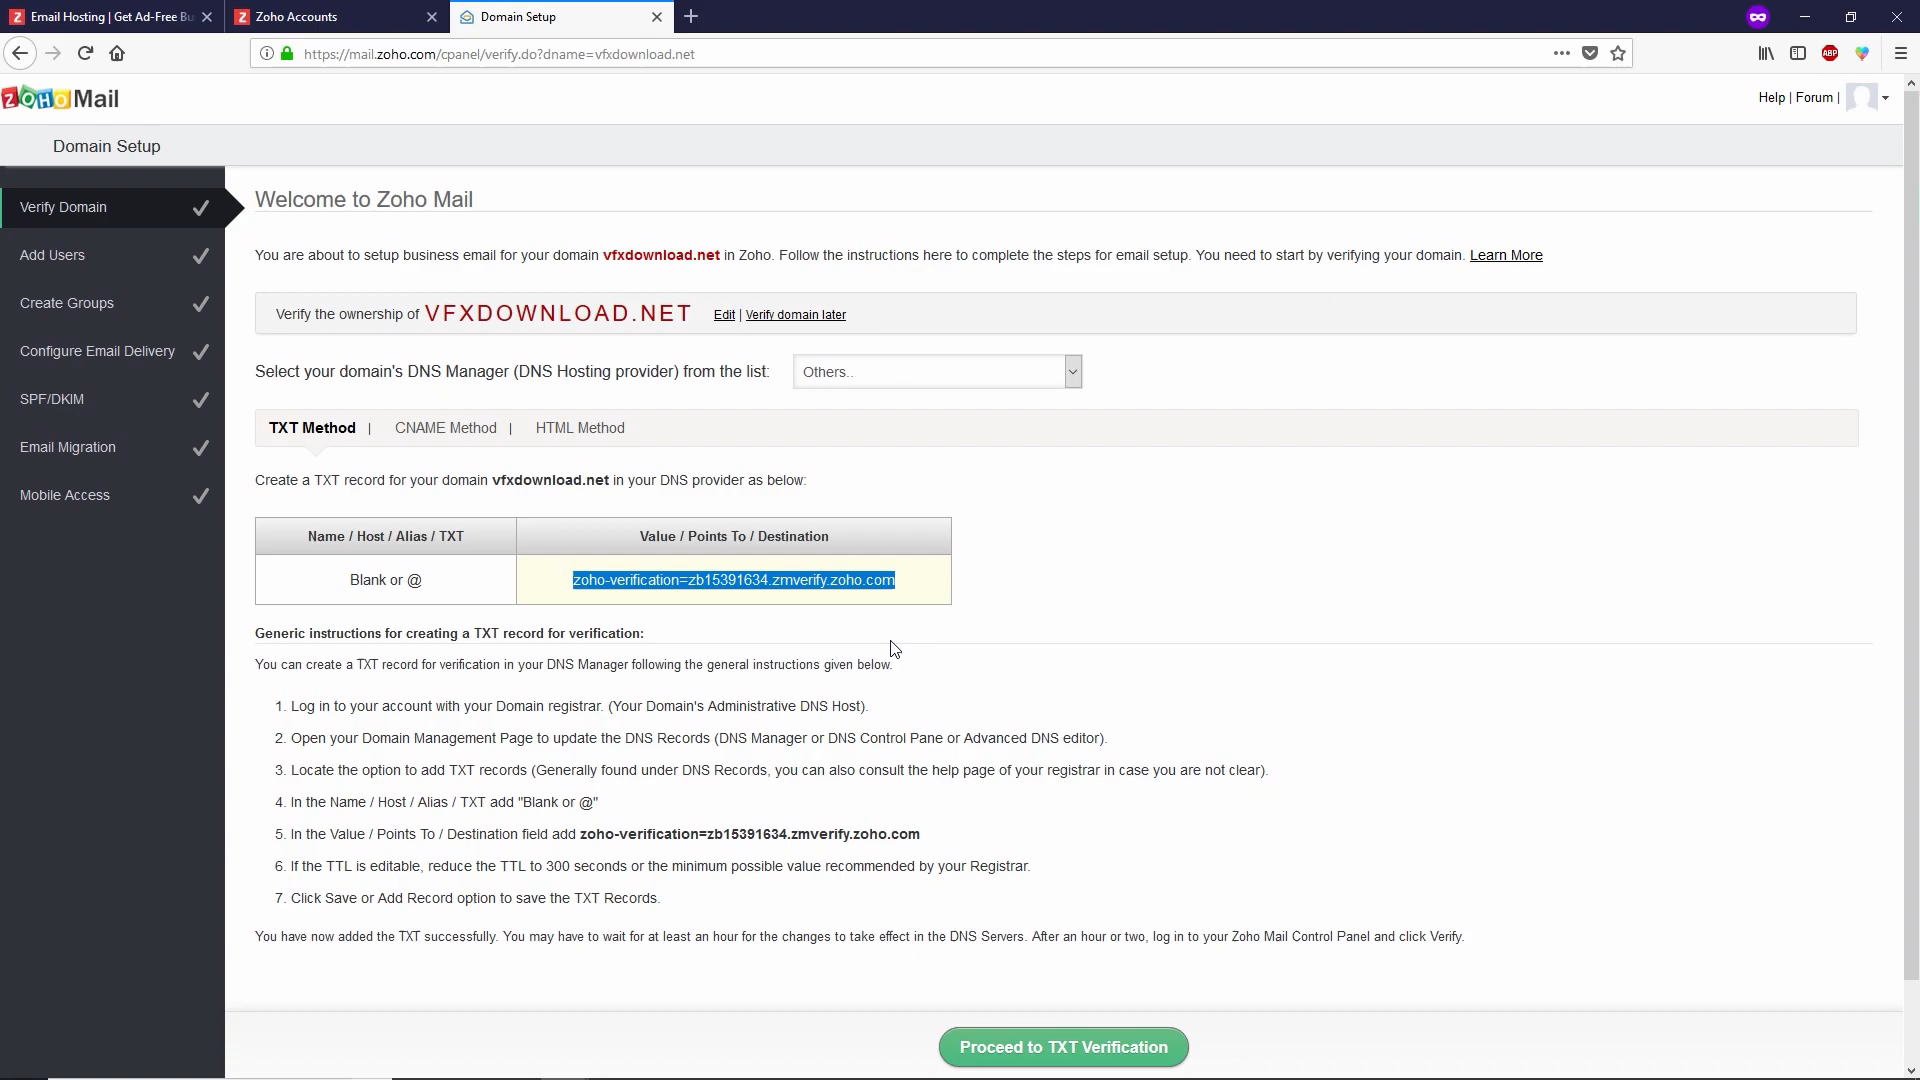 Email Hosting | Get Ad-Free Bu
Zoho Accounts
Domain Setup
https://mail.zoho.com/cpanel/verify.do?dname=vfxdownload.net
ABP
ZOHO Mail
Help | Forum |
Domain Setup
Verify Domain
Add Users
Create Groups
Configure Email Delivery
SPF/DKIM
Email Migration
Mobile Access
Welcome to Zoho Mail
You are about to setup business email for your domain vfxdownload.net in Zoho. Follow the instructions here to complete the steps for email setup. You need to start by verifying your domain. Learn More
Verify the ownership of VFXDOWNLOAD.NET Edit | Verify domain later
Select your domain's DNS Manager (DNS Hosting provider) from the list: Others..
TXT Method | CNAME Method | HTML Method
Create a TXT record for your domain vfxdownload.net in your DNS provider as below:
Name / Host / Alias / TXT Value / Points To / Destination
Blank or @ zoho-verification=zb15391634.zmverify.zoho.com
Generic instructions for creating a TXT record for verification:
You can create a TXT record for verification in your DNS Manager following the general instructions given below.
1. Log in to your account with your Domain registrar. (Your Domain's Administrative DNS Host).
2. Open your Domain Management Page to update the DNS Records (DNS Manager or DNS Control Pane or Advanced DNS editor).
3. Locate the option to add TXT records (Generally found under DNS Records, you can also consult the help page of your registrar in case you are not clear).
4. In the Name / Host / Alias / TXT add "Blank or @"
5. In the Value / Points To / Destination field add zoho-verification=zb15391634.zmverify.zoho.com
6. If the TTL is editable, reduce the TTL to 300 seconds or the minimum possible value recommended by your Registrar.
7. Click Save or Add Record option to save the TXT Records.
You have now added the TXT successfully. You may have to wait for at least an hour for the changes to take effect in the DNS Servers. After an hour or two, log in to your Zoho Mail Control Panel and click Verify.
Proceed to TXT Verification